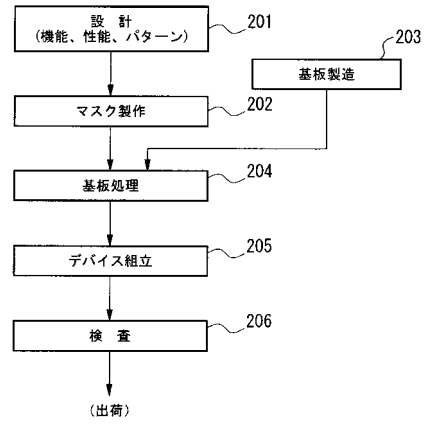 設　計
(機能、性能、パターン)
201
203
基板製造
マスク製作
202
基板処理
204
デバイス組立
205
検　査
206
(出荷)